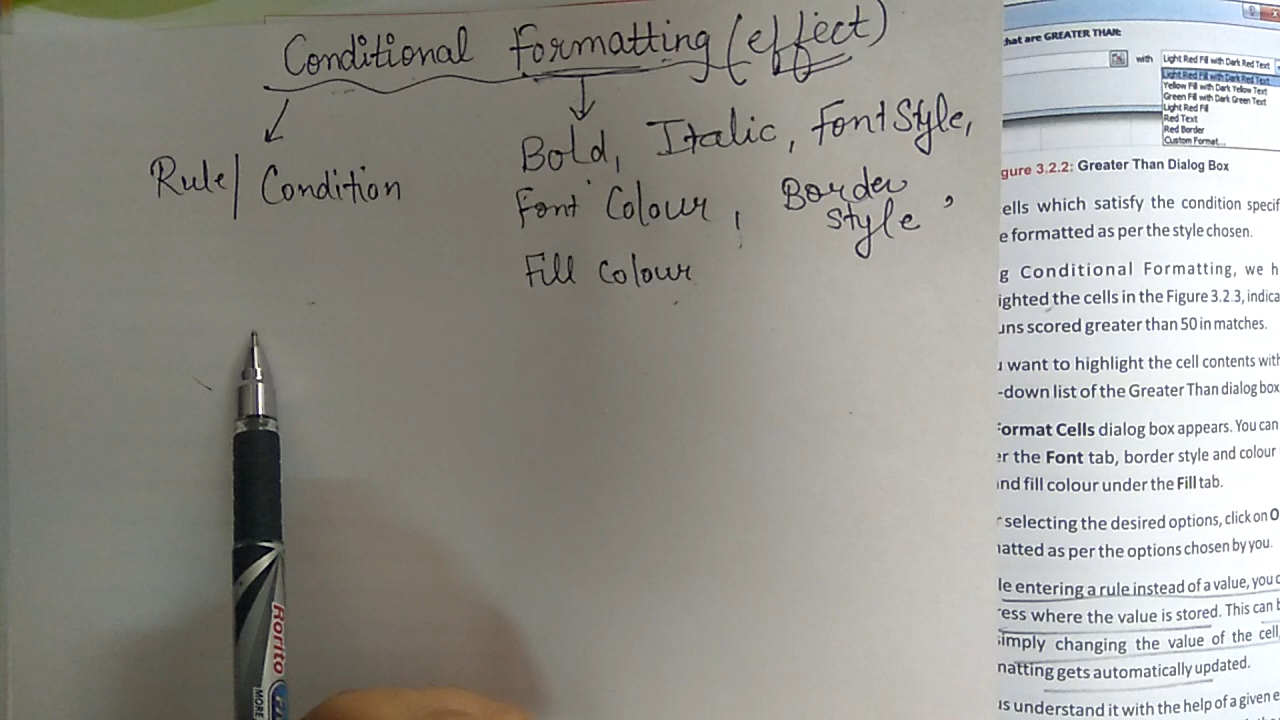 Conditional Formatting (effect)
Rule/ Condition
Bold, Italic, Font Style,
Font Colour, Border Style,
Fill Colour
that are GREATER THAN:
with Light Red Fill with Dark Red Text
Light Red Fill with Dark Red Text
Yellow Fill with Dark Yellow Text
Green Fill with Dark Green Text
Light Red Fill
Red Text
Red Border
Custom Format...
gure 3.2.2: Greater Than Dialog Box
ells which satisfy the condition specif
e formatted as per the style chosen.
g Conditional Formatting, we h
ighted the cells in the Figure 3.2.3, indica
uns scored greater than 50 in matches.
u want to highlight the cell contents with
-down list of the Greater Than dialog box
Format Cells dialog box appears. You can
er the Font tab, border style and colour
and fill colour under the Fill tab.
r selecting the desired options, click on O
natted as per the options chosen by you.
le entering a rule instead of a value, you c
ress where the value is stored. This can b
imply changing the value of the cell
matting gets automatically updated.
us understand it with the help of a given e
Rorito
MORE